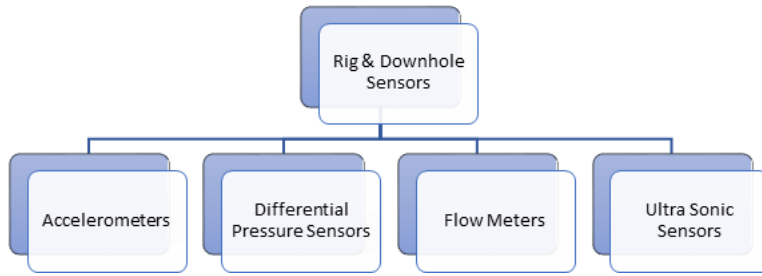 Rig & Downhole
Sensors
Accelerometers
Differential
Pressure Sensors
Flow Meters
Ultra Sonic
Sensors